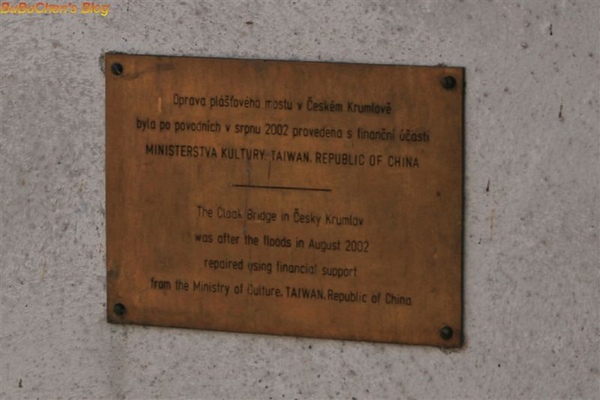 BuBuChen's Blog
Oprava plášťového mostu v Českém Krumlově
byla po povodních v srpnu 2002 provedena s finanční účasti
MINISTERSTVA KULTURY, TAIWAN, REPUBLIC OF CHINA
The Cloak Bridge in Česky Krumlov
was after the floods in August 2002
repaired using financial support
from the Ministry of Culture, TAIWAN, Republic of China